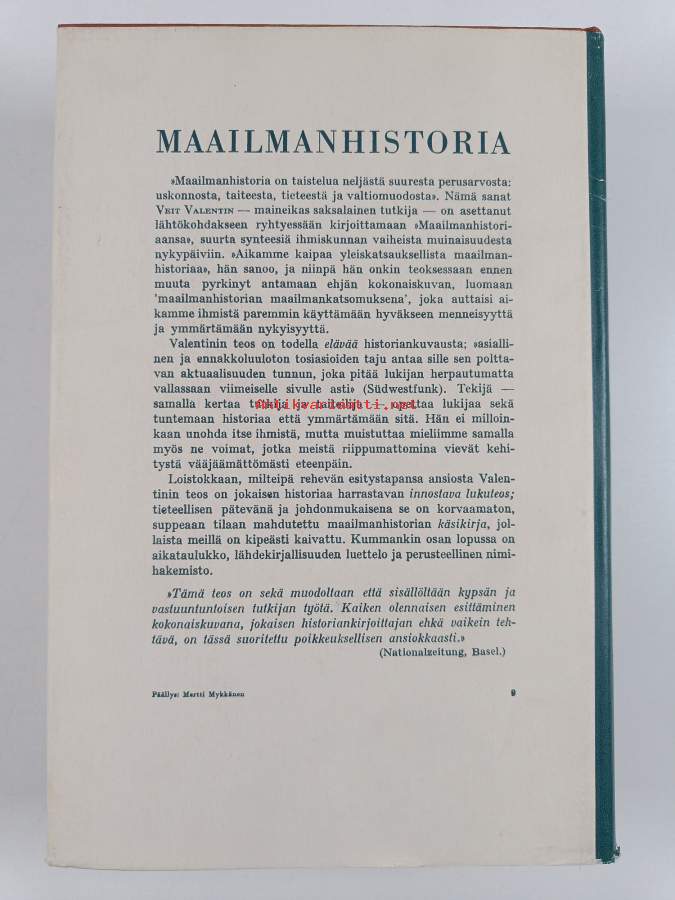 MAAILMANHISTORIA
»Maailmanhistoria on taistelua neljästä suuresta perusarvosta:
uskonnosta, taiteesta, tieteestä ja valtiomuodosta». Nämä sanat
VEIT VALENTIN — maineikas saksalainen tutkija — on asettanut
lähtökohdakseen ryhtyessään kirjoittamaan »Maailmanhistori-
aansa», suurta synteesiä ihmiskunnan vaiheista muinaisuudesta
nykypäiviin. »Aikamme kaipaa yleiskatsauksellista maailman-
historiaa», hän sanoo, ja niinpä hän onkin teoksessaan ennen
muuta pyrkinyt antamaan ehjän kokonaiskuvan, luomaan
'maailmanhistorian maailmankatsomuksena', joka auttaisi ai-
kamme ihmistä paremmin käyttämään hyväkseen menneisyyttä
ja ymmärtämään nykyisyyttä.
Valentinin teos on todella elävää historiankuvausta; »asialli-
nen ja ennakkoluuloton tosiasioiden taju antaa sille sen poltta-
van aktuaalisuuden tunnun, joka pitää lukijan herpautumatta
vallassaan viimeiselle sivulle asti» (Südwestfunk). Tekijä —
samalla kertaa tutkija ja taiteilija — opettaa lukijaa sekä
Antikvariaatti.net
tuntemaan historiaa että ymmärtämään sitä. Hän ei milloin-
kaan unohda itse ihmistä, mutta muistuttaa mieliimme samalla
myös ne voimat, jotka meistä riippumattomina vievät kehi-
tystä vääjäämättömästi eteenpäin.
Loistokkaan, milteipä rehevän esitystapansa ansiosta Valen-
tinin teos on jokaisen historiaa harrastavan innostava lukuteos;
tieteellisen pätevänä ja johdonmukaisena se on korvaamaton,
suppeaan tilaan mahdutettu maailmanhistorian käsikirja, jol-
laista meillä on kipeästi kaivattu. Kummankin osan lopussa on
aikataulukko, lähdekirjallisuuden luettelo ja perusteellinen nimi-
hakemisto.
»Tämä teos on sekä muodoltaan että sisällöltään kypsän ja
vastuuntuntoisen tutkijan työtä. Kaiken olennaisen esittäminen
kokonaiskuvana, jokaisen historiankirjoittajan ehkä vaikein teh-
tävä, on tässä suoritettu poikkeuksellisen ansiokkaasti.»
(Nationalzeitung, Basel.)
Päällys: Martti Mykkänen
9